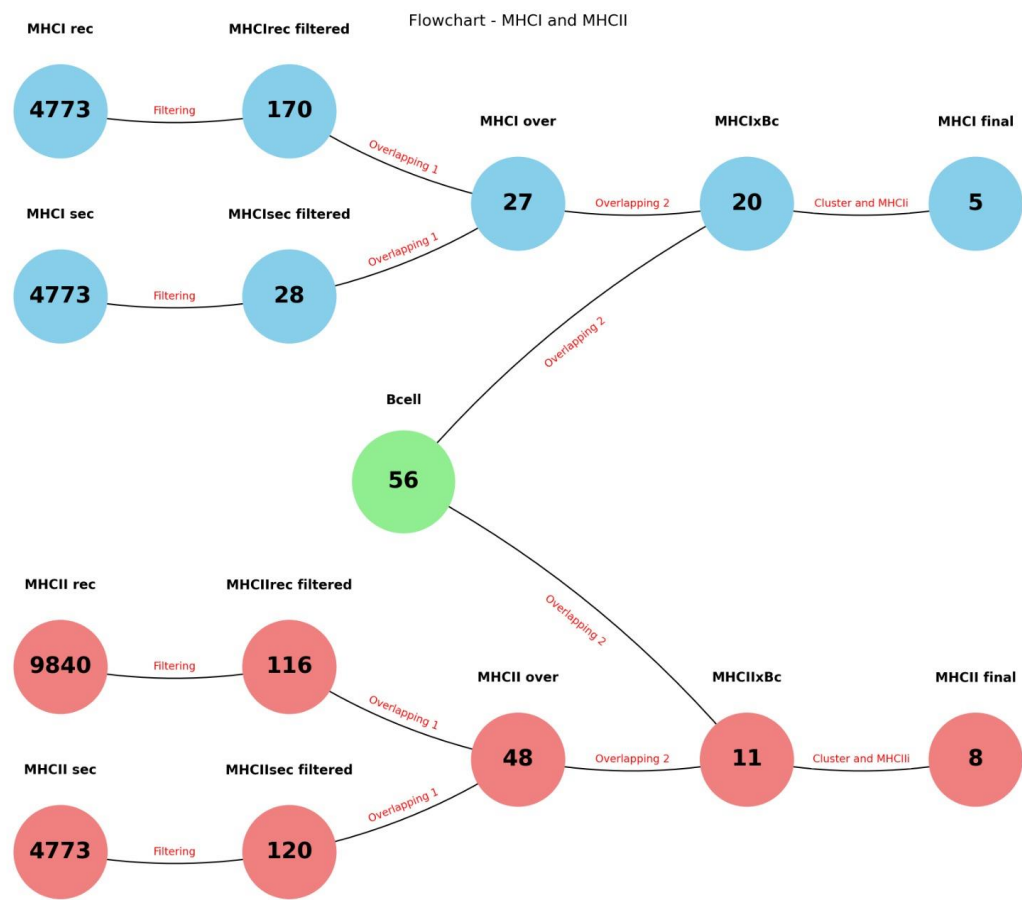 Flowchart - MHCI and MHCII
MHCI rec
MHCIrec filtered
4773
Filtering
170
Overlapping 1
MHCI over
MHCIxBc
MHCI final
MHCI sec
MHCIsec filtered
27
Overlapping 2
20
Cluster and MHCIi
5
Overlapping 1
4773
Filtering
28
Overlapping 2
Bcell
56
MHCII rec
MHCIIrec filtered
Overlapping 2
9840
Filtering
116
MHCII over
MHCIIxBc
MHCII final
Overlapping 1
48
Overlapping 2
11
Cluster and MHCIIi
8
MHCII sec
MHCIIsec filtered
Overlapping 1
4773
Filtering
120